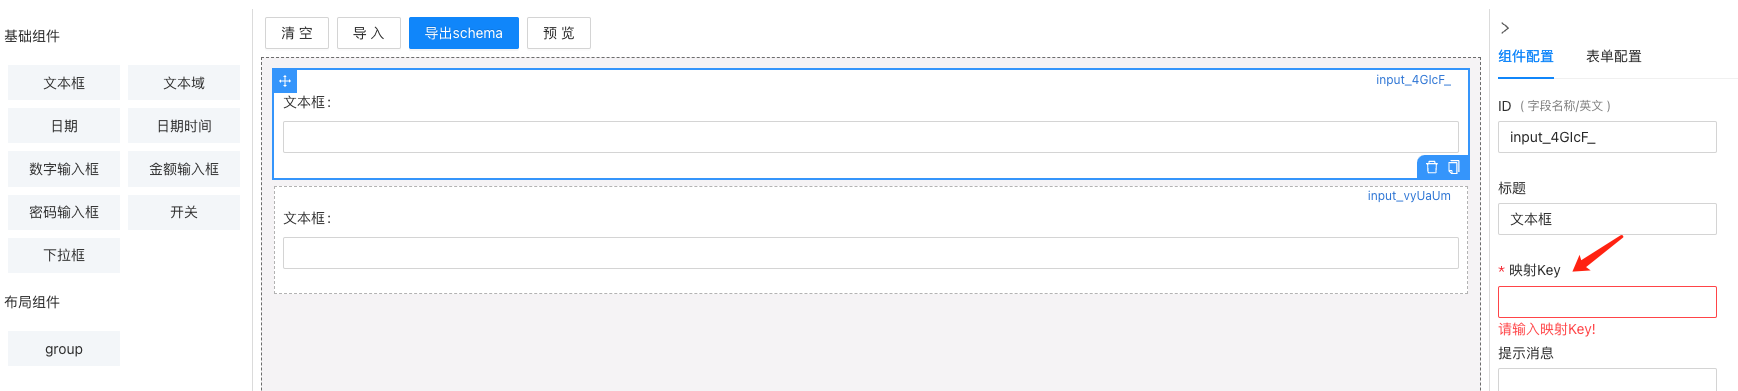 基础组件
文本框
文本域
日期
日期时间
数字输入框
金额输入框
密码输入框
开关
下拉框
布局组件
group
清 空
导 入
导出schema
预 览
input_4GIcF_
文本框：
input_vyUaUm
文本框：
组件配置
表单配置
ID （ 字段名称/英文 ）
input_4GIcF_
标题
文本框
* 映射Key
请输入映射Key!
提示消息